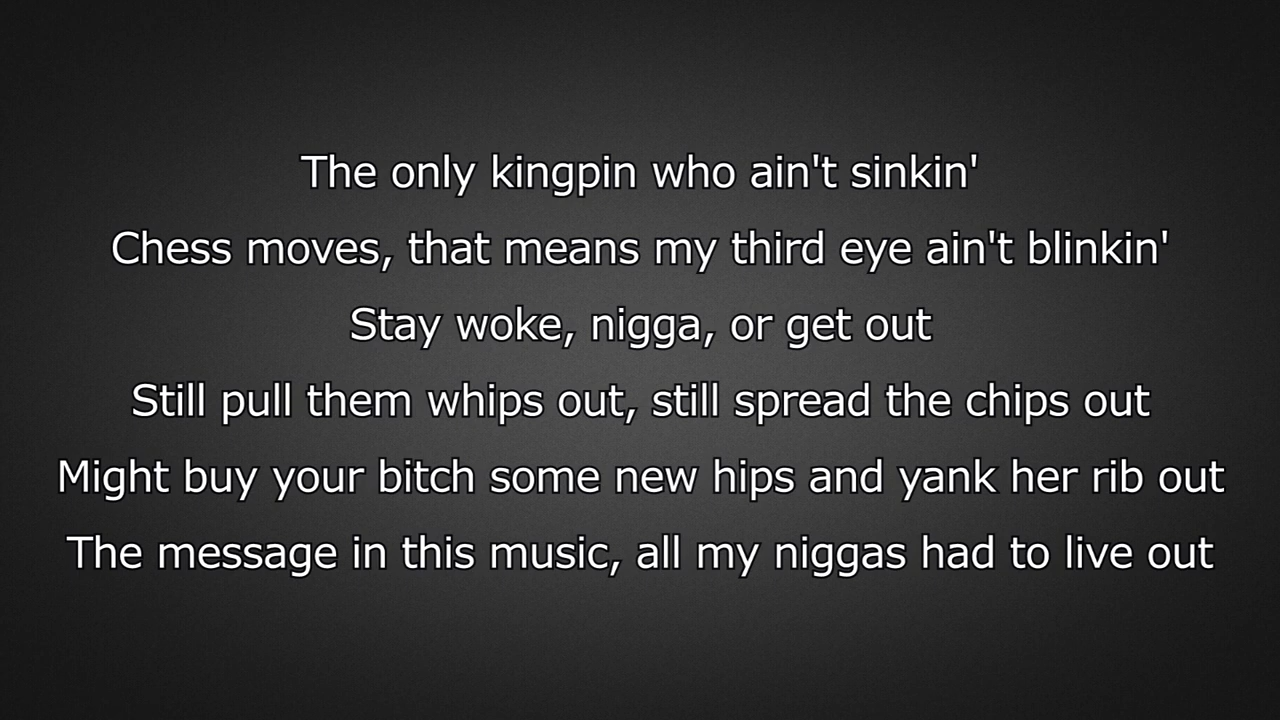 The only kingpin who ain't sinkin'
Chess moves, that means my third eye ain't blinkin'
Stay woke, nigga, or get out
Still pull them whips out, still spread the chips out
Might buy your bitch some new hips and yank her rib out
The message in this music, all my niggas had to live out